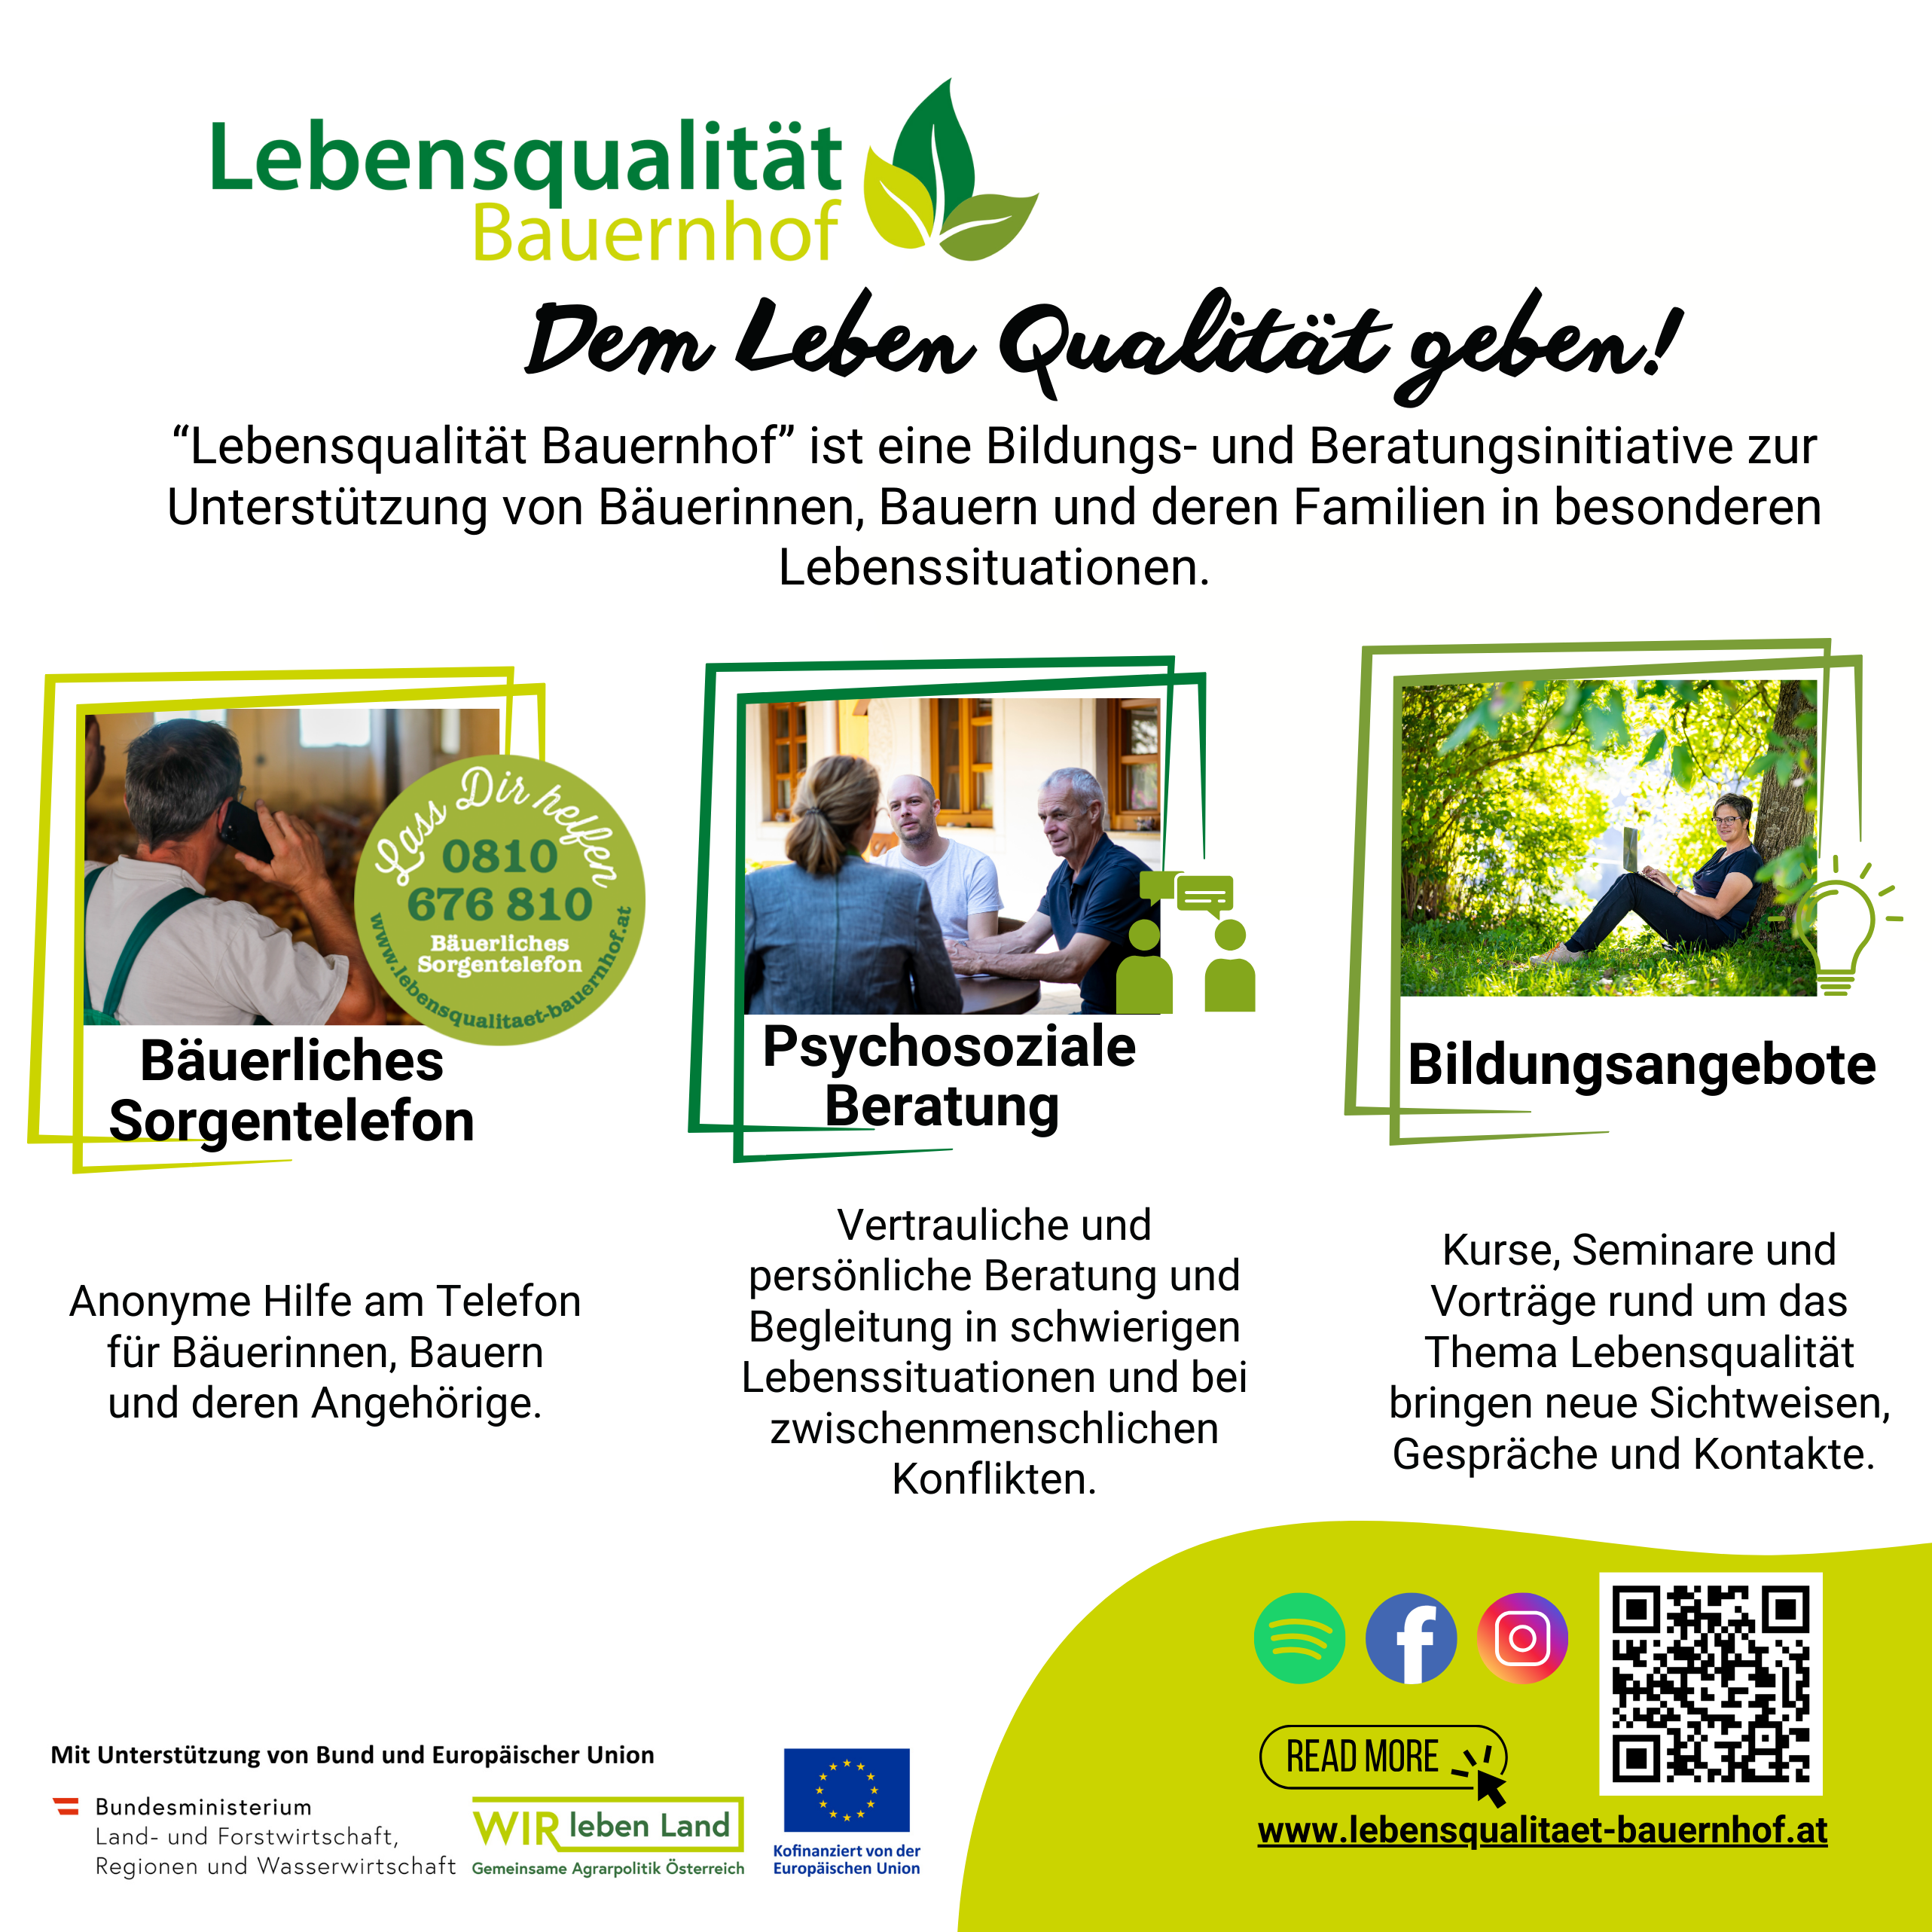 Lebensqualität
Bauernhof
Dem Leben Qualität geben!
“Lebensqualität Bauernhof” ist eine Bildungs- und Beratungsinitiative zur
Unterstützung von Bäuerinnen, Bauern und deren Familien in besonderen
Lebenssituationen.
Lass Dir helfen
0810
676 810
Bäuerliches
Sorgentelefon
www.lebensqualitaet-bauernhof.at
Bäuerliches
Sorgentelefon
Anonyme Hilfe am Telefon
für Bäuerinnen, Bauern
und deren Angehörige.
Psychosoziale
Beratung
Vertrauliche und
persönliche Beratung und
Begleitung in schwierigen
Lebenssituationen und bei
zwischenmenschlichen
Konflikten.
Bildungsangebote
Kurse, Seminare und
Vorträge rund um das
Thema Lebensqualität
bringen neue Sichtweisen,
Gespräche und Kontakte.
Mit Unterstützung von Bund und Europäischer Union
Bundesministerium
Land- und Forstwirtschaft,
Regionen und Wasserwirtschaft
WIR leben Land
Gemeinsame Agrarpolitik Österreich
Kofinanziert von der
Europäischen Union
READ MORE
www.lebensqualitaet-bauernhof.at